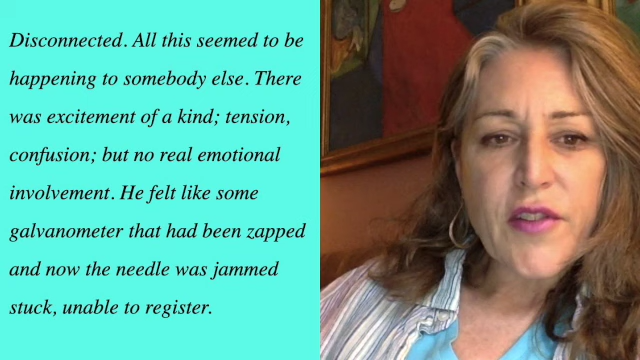 Disconnected. All this seemed to be
happening to somebody else. There
was excitement of a kind; tension,
confusion; but no real emotional
involvement. He felt like some
galvanometer that had been zapped
and now the needle was jammed
stuck, unable to register.